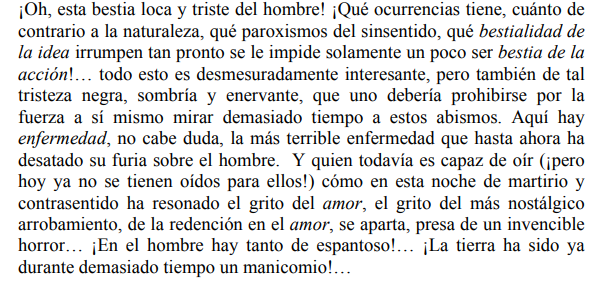 ¡Oh, esta bestia loca y triste del hombre! ¡Qué ocurrencias tiene, cuánto de
contrario a la naturaleza, qué paroxismos del sinsentido, qué bestialidad de
la idea irrumpen tan pronto se le impide solamente un poco ser bestia de la
acción!… todo esto es desmesuradamente interesante, pero también de tal
tristeza negra, sombría y enervante, que uno debería prohibirse por la
fuerza a sí mismo mirar demasiado tiempo a estos abismos. Aquí hay
enfermedad, no cabe duda, la más terrible enfermedad que hasta ahora ha
desatado su furia sobre el hombre. Y quien todavía es capaz de oír (¡pero
hoy ya no se tienen oídos para ellos!) cómo en esta noche de martirio y
contrasentido ha resonado el grito del amor, el grito del más nostálgico
arrobamiento, de la redención en el amor, se aparta, presa de un invencible
horror… ¡En el hombre hay tanto de espantoso!… ¡La tierra ha sido ya
durante demasiado tiempo un manicomio!…